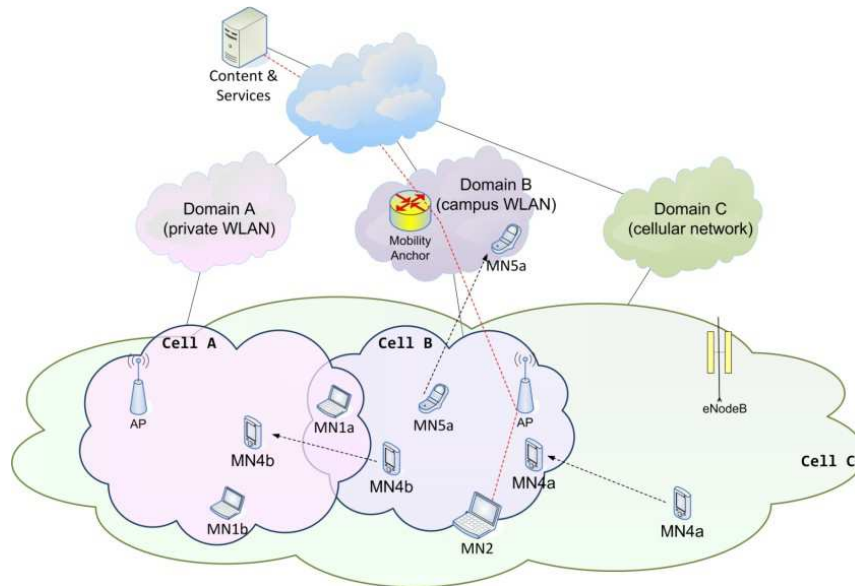 Content &
Services
Domain A
(private WLAN)
Domain B
(campus WLAN)
Mobility
Anchor
MN5a
Domain C
(cellular network)
Cell A
Cell B
AP
MN1a
MN5a
AP
eNodeB
MN4b
MN4b
MN4a
Cell C
MN1b
MN2
MN4a